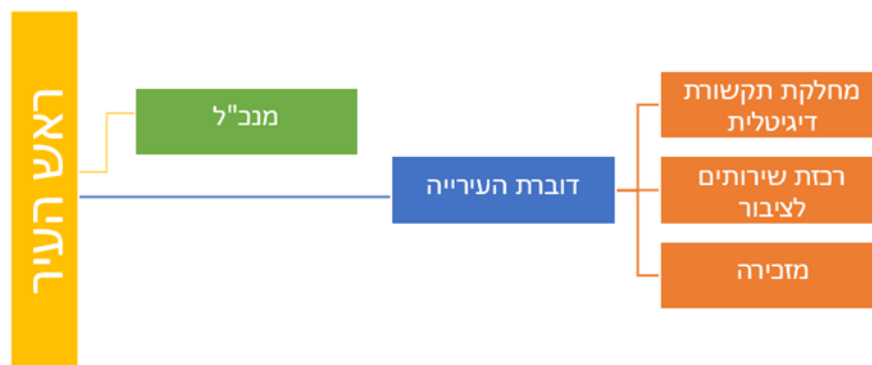 ראש העיר
מנכ"ל
דוברת העירייה
מחלקת תקשורת
דיגיטלית
רכזת שירותים
לציבור
מזכירה